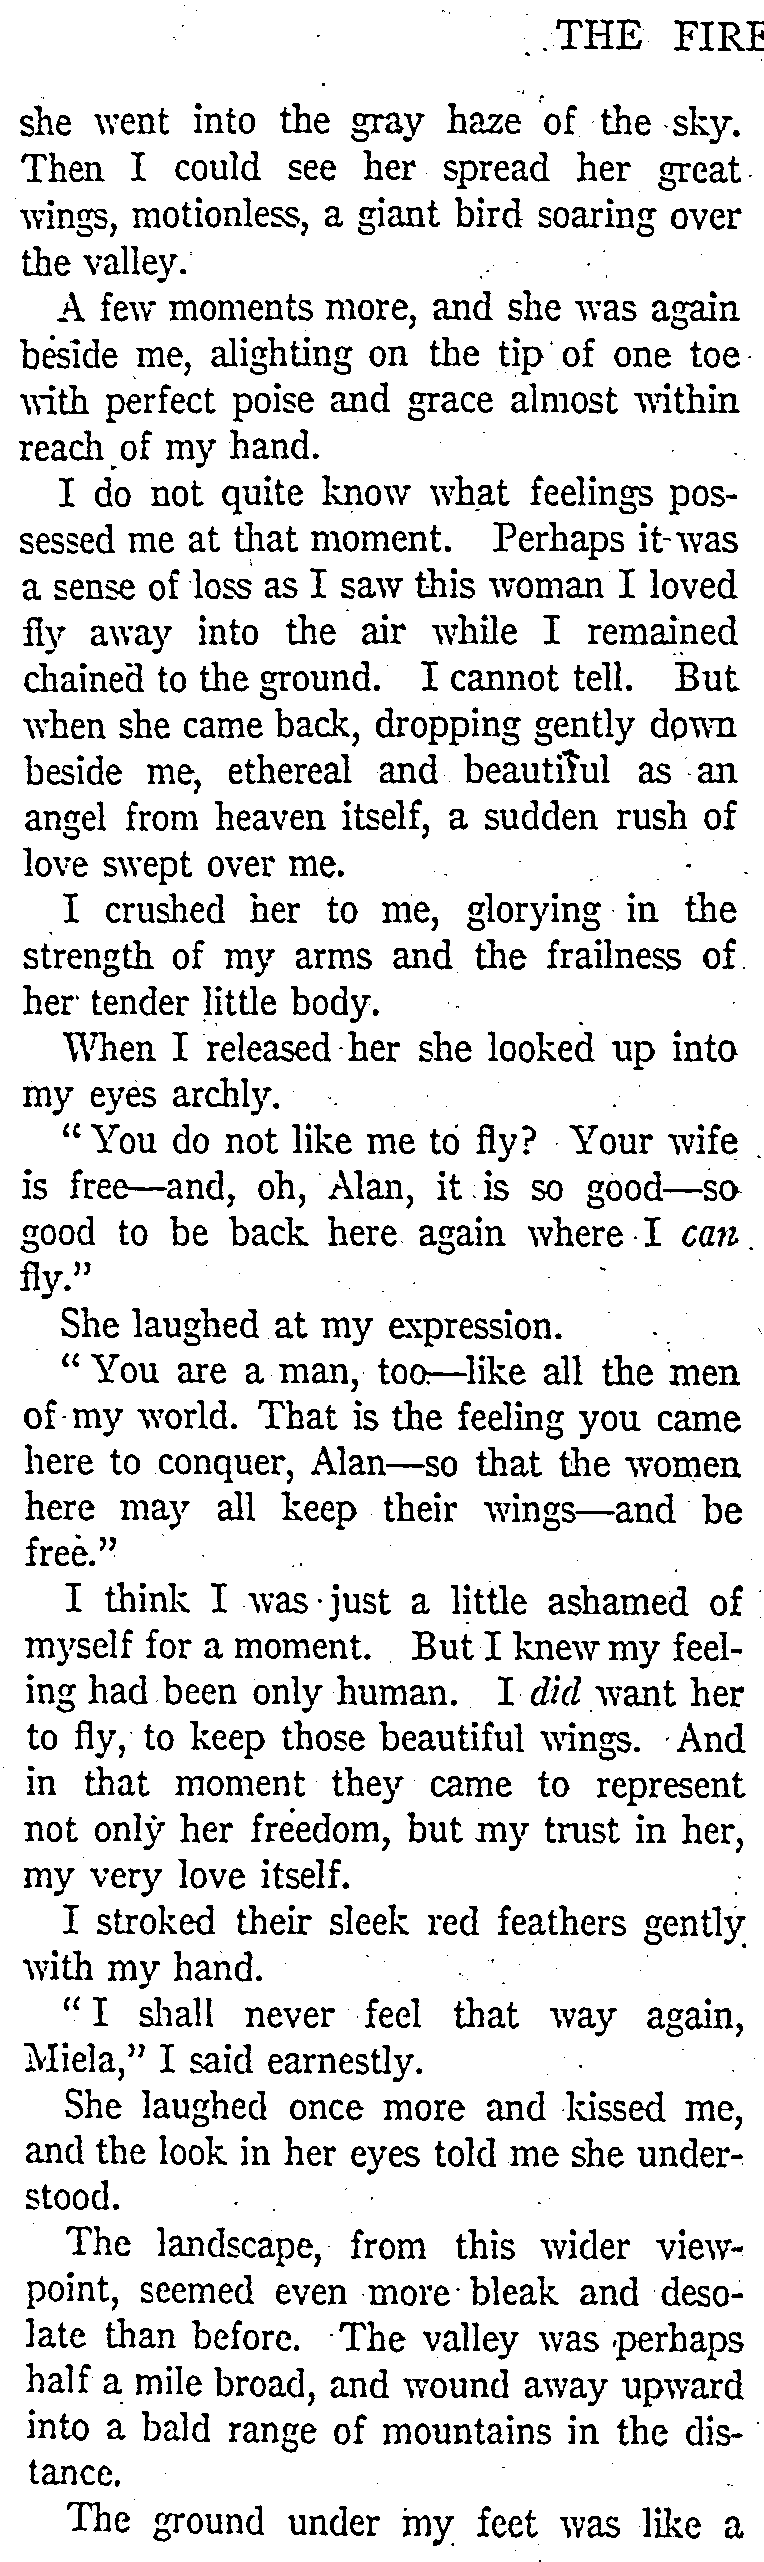 THE FIRE
she went into the gray haze of the sky.
Then I could see her spread her great
wings, motionless, a giant bird soaring over
the valley.
A few moments more, and she was again
beside me, alighting on the tip of one toe
with perfect poise and grace almost within
reach of my hand.
I do not quite know what feelings pos-
sessed me at that moment. Perhaps it was
a sense of loss as I saw this woman I loved
fly away into the air while I remained
chained to the ground. I cannot tell. But
when she came back, dropping gently down
beside me, ethereal and beautiful as an
angel from heaven itself, a sudden rush of
love swept over me.
I crushed her to me, glorying in the
strength of my arms and the frailness of
her tender little body.
When I released her she looked up into
my eyes archly.
“You do not like me to fly? Your wife
is free—and, oh, Alan, it is so good—so
good to be back here again where I can
fly.”
She laughed at my expression.
“You are a man, too—like all the men
of my world. That is the feeling you came
here to conquer, Alan—so that the women
here may all keep their wings—and be
free.”
I think I was just a little ashamed of
myself for a moment. But I knew my feel-
ing had been only human. I did want her
to fly, to keep those beautiful wings. And
in that moment they came to represent
not only her freedom, but my trust in her,
my very love itself.
I stroked their sleek red feathers gently
with my hand.
“I shall never feel that way again,
Miela,” I said earnestly.
She laughed once more and kissed me,
and the look in her eyes told me she under-
stood.
The landscape, from this wider view-
point, seemed even more bleak and deso-
late than before. The valley was perhaps
half a mile broad, and wound away upward
into a bald range of mountains in the dis-
tance.
The ground under my feet was like a